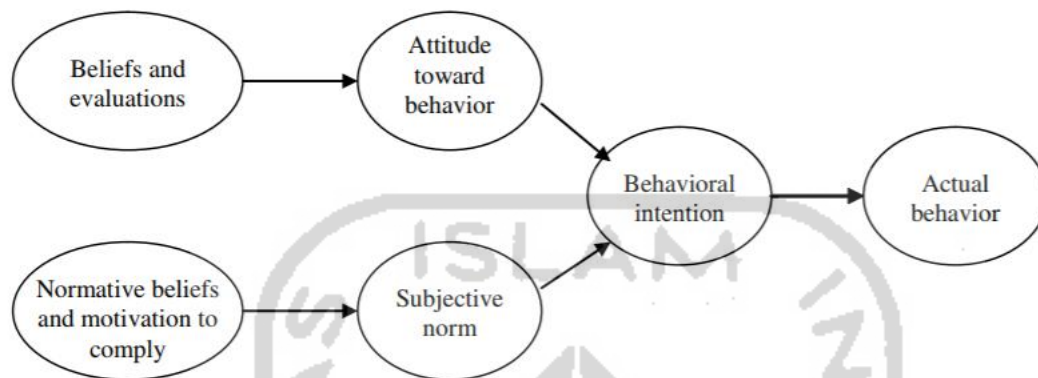 Beliefs and
evaluations
Attitude
toward
behavior
Normative beliefs
and motivation to
comply
Subjective
norm
Behavioral
intention
Actual
behavior
ISLAM